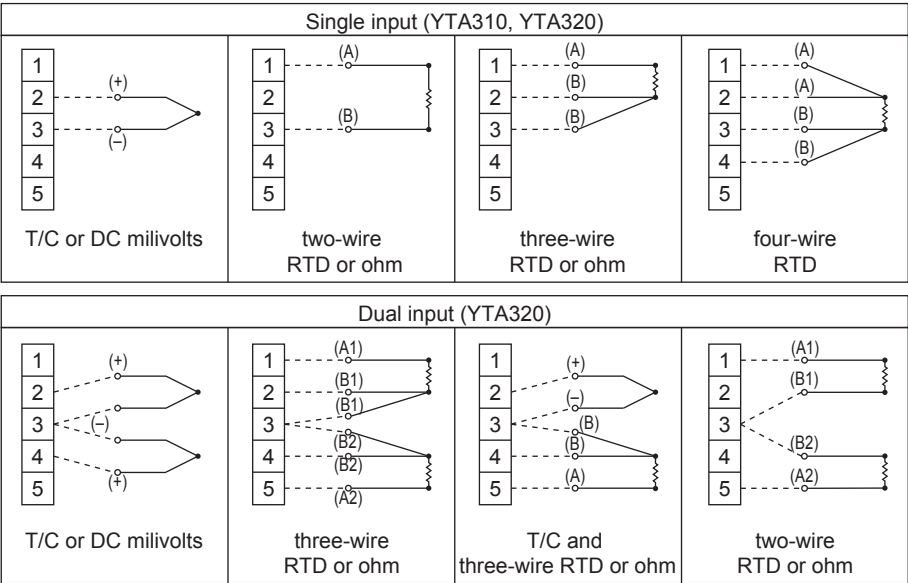 Single input (YTA310, YTA320)
1
2
3
4
5
(+)
(–)
T/C or DC milivolts
1
2
3
4
5
(A)
(B)
two-wire
RTD or ohm
1
2
3
4
5
(A)
(B)
(B)
three-wire
RTD or ohm
1
2
3
4
5
(A)
(A)
(B)
(B)
four-wire
RTD
Dual input (YTA320)
1
2
3
4
5
(+)
(–)
(+)
T/C or DC milivolts
1
2
3
4
5
(A1)
(B1)
(B1)
(B2)
(B2)
(A2)
three-wire
RTD or ohm
1
2
3
4
5
(+)
(–)
(B)
(B)
(A)
T/C and
three-wire RTD or ohm
1
2
3
4
5
(A1)
(B1)
(B2)
(A2)
two-wire
RTD or ohm